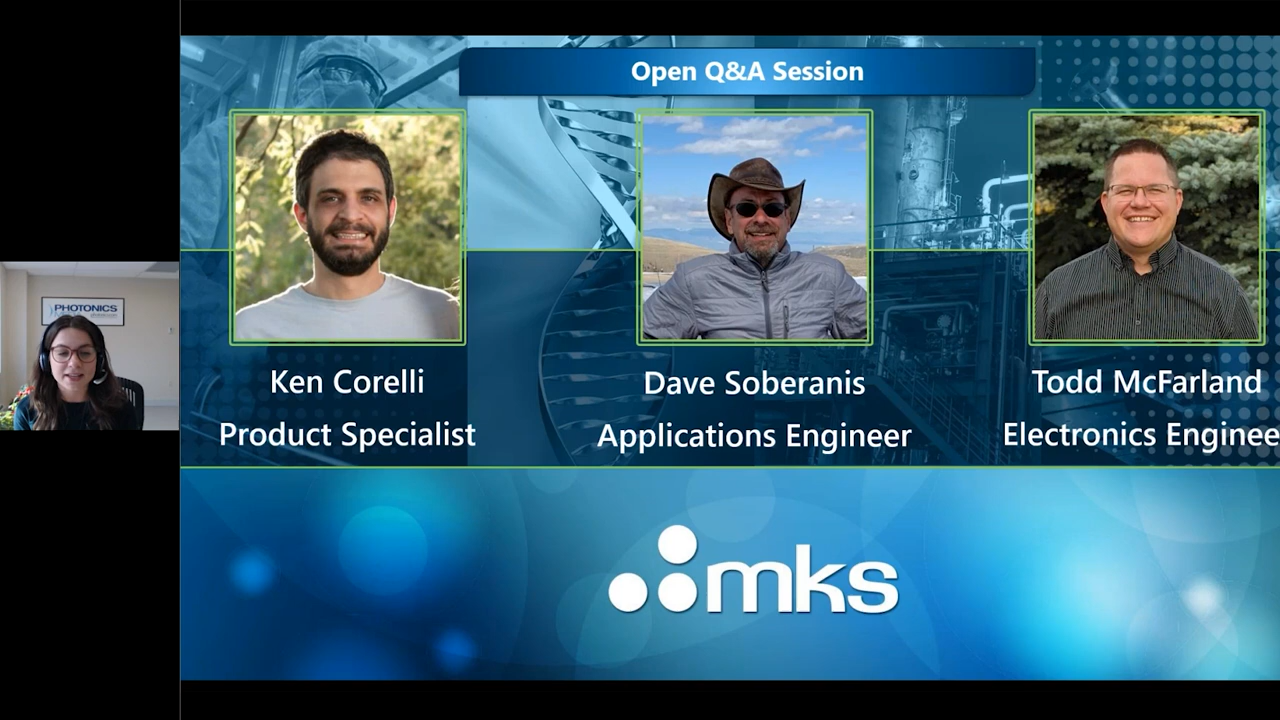 Open Q&A Session
PHOTONICS
Ken Corelli
Product Specialist
Dave Soberanis
Applications Engineer
Todd McFarland
Electronics Enginee
mks